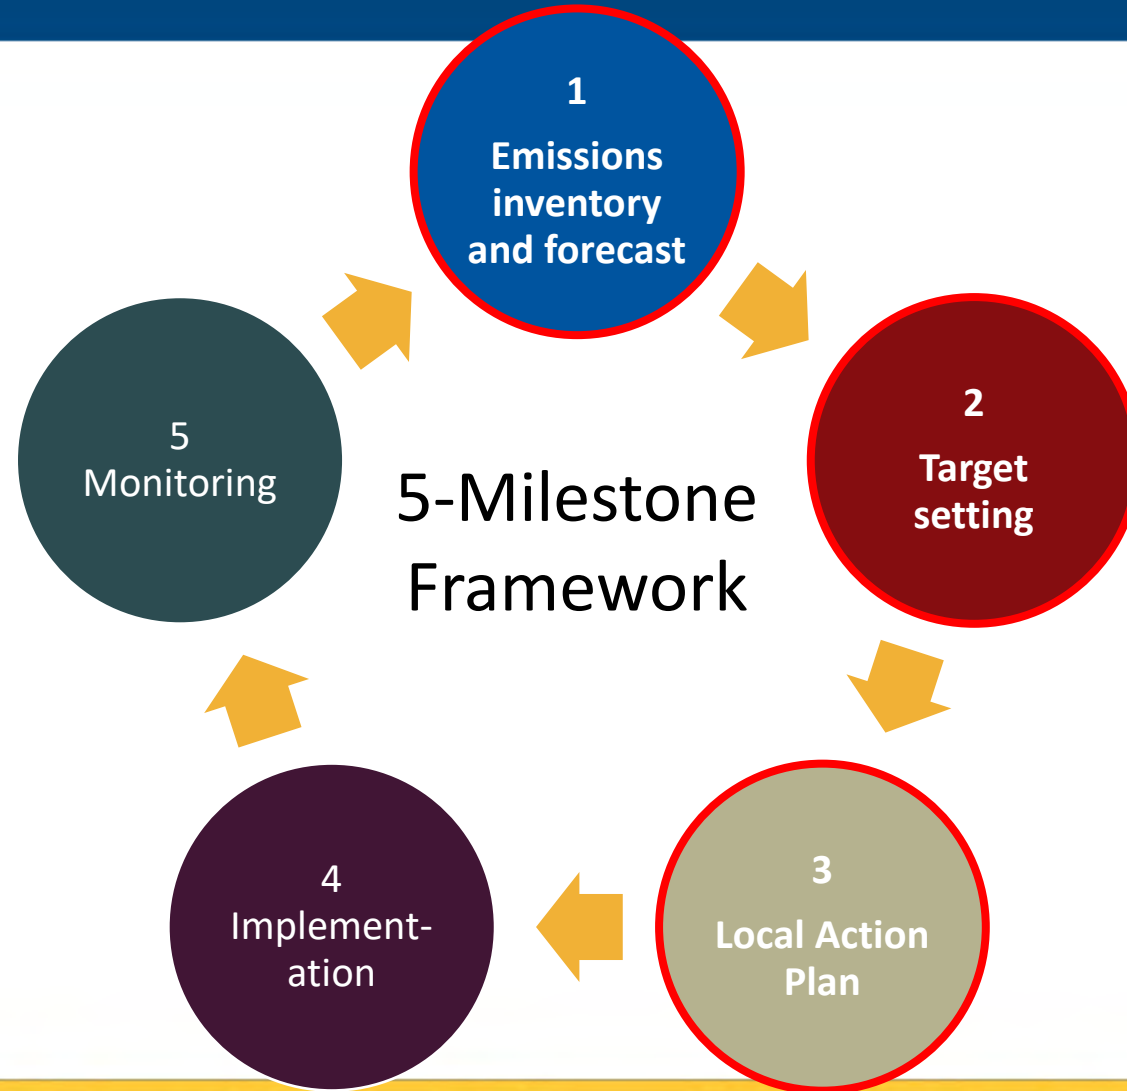 1
Emissions
inventory
and forecast
2
Target
setting
3
Local Action
Plan
4
Implement-
ation
5
Monitoring
5-Milestone
Framework